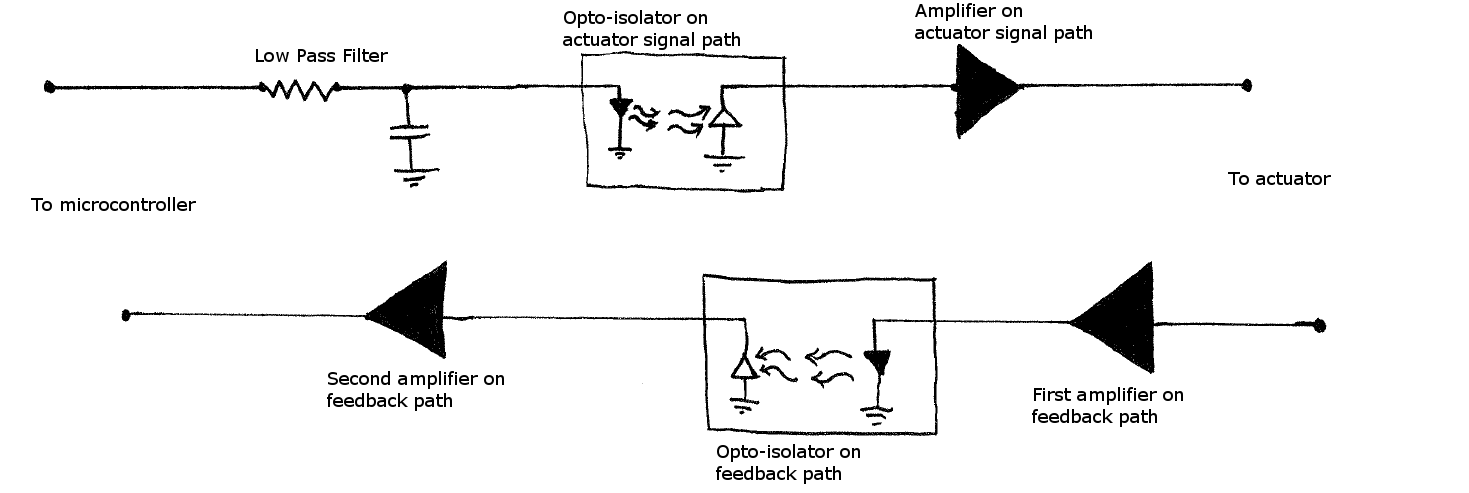 Opto-isolator on
actuator signal path
Amplifier on
actuator signal path
Low Pass Filter
To microcontroller
To actuator
Second amplifier on
feedback path
First amplifier on
feedback path
Opto-isolator on
feedback path